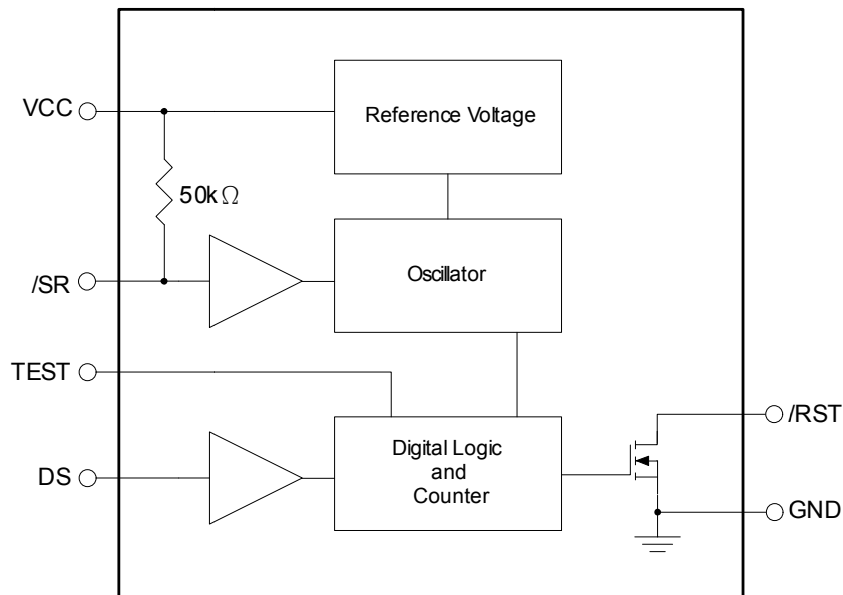 VCC
Reference Voltage
50kΩ
/SR
Oscillator
TEST
/RST
Digital Logic
and
Counter
DS
GND